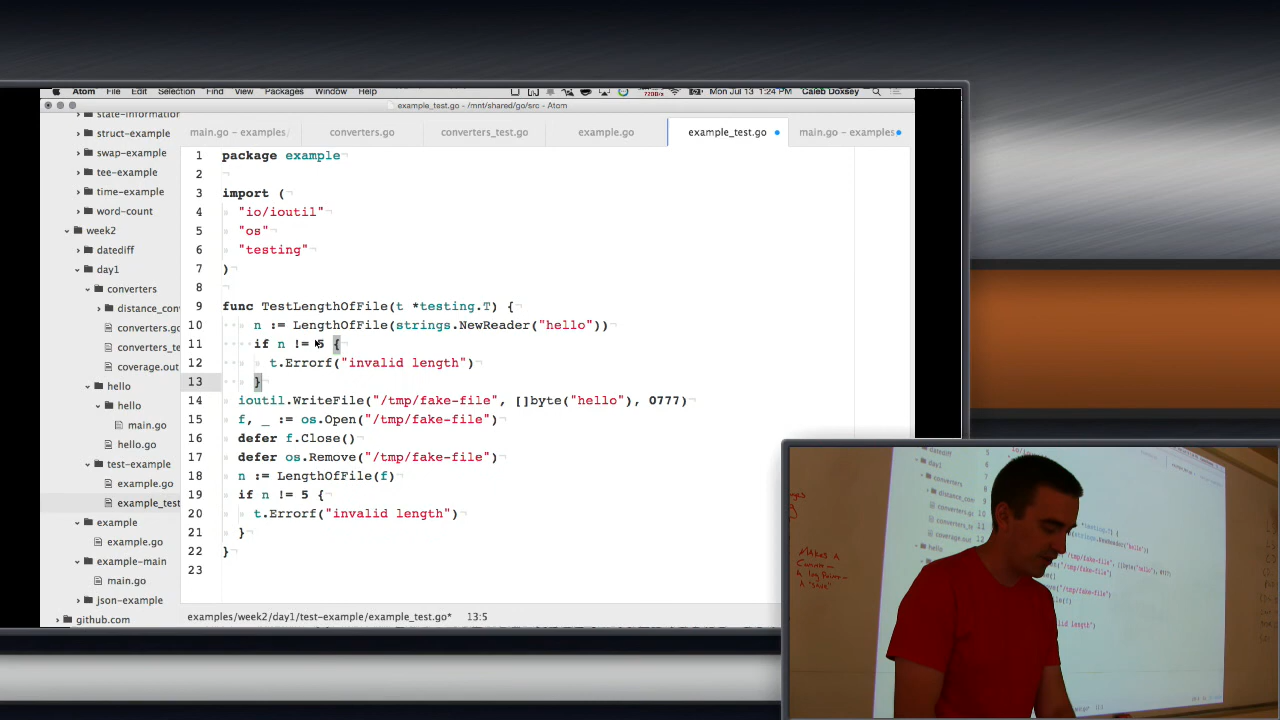 Atom File Edit Selection Find View Packages Window Help
Mon Jul 13 1:24 PM Caleb Doxsey
example_test.go - /mnt/shared/go/src - Atom
state-information
struct-example
swap-example
tee-example
time-example
word-count
week2
datediff
day1
converters
distance_con
converters.gc
converters_te
coverage.out
hello
hello
main.go
hello.go
test-example
example.go
example_test
example
example.go
example-main
main.go
json-example
github.com
main.go - examples/
converters.go
converters_test.go
example.go
example_test.go
main.go - examples
1 package example
2
3 import (
4 "io/ioutil"
5 "os"
6 "testing"
7 )
8
9 func TestLengthOfFile(t *testing.T) {
10 n := LengthOfFile(strings.NewReader("hello"))
11 if n != 5 {
12 t.Errorf("invalid length")
13 }
14 ioutil.WriteFile("/tmp/fake-file", []byte("hello"), 0777)
15 f, _ := os.Open("/tmp/fake-file")
16 defer f.Close()
17 defer os.Remove("/tmp/fake-file")
18 n := LengthOfFile(f)
19 if n != 5 {
20 t.Errorf("invalid length")
21 }
22 }
23
examples/week2/day1/test-example/example_test.go* 13:5
MAKES A